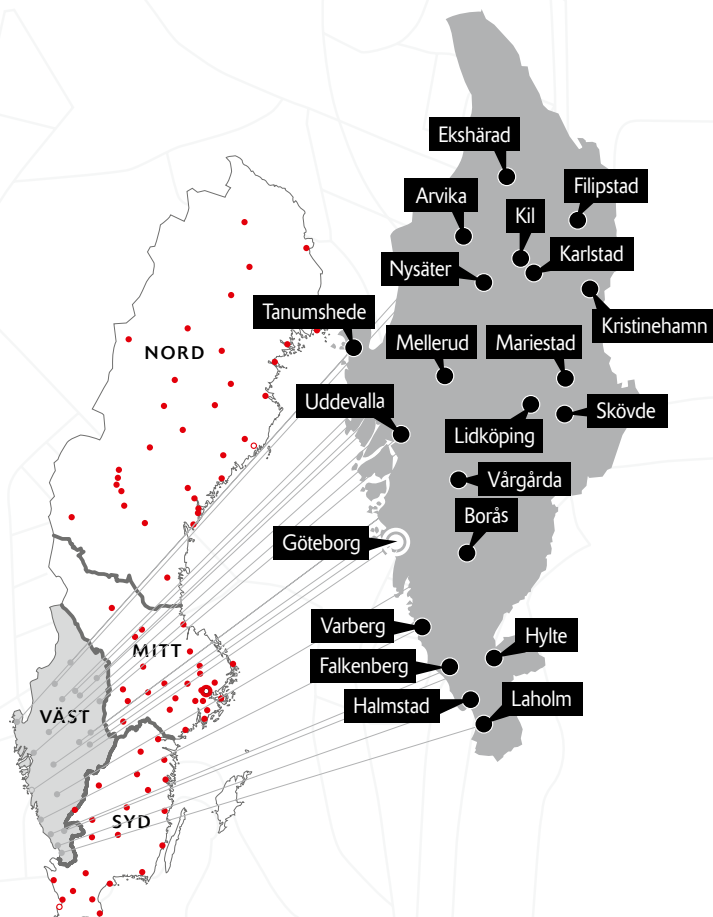 Ekshärad
Filipstad
Arvika
Kil
Karlstad
Nysäter
Tanumshede
Kristinehamn
Mellerud
Mariestad
NORD
Uddevalla
Skövde
Lidköping
Vårgårda
Borås
Göteborg
Varberg
Hylte
MITT
Falkenberg
Laholm
Halmstad
VÄST
SYD